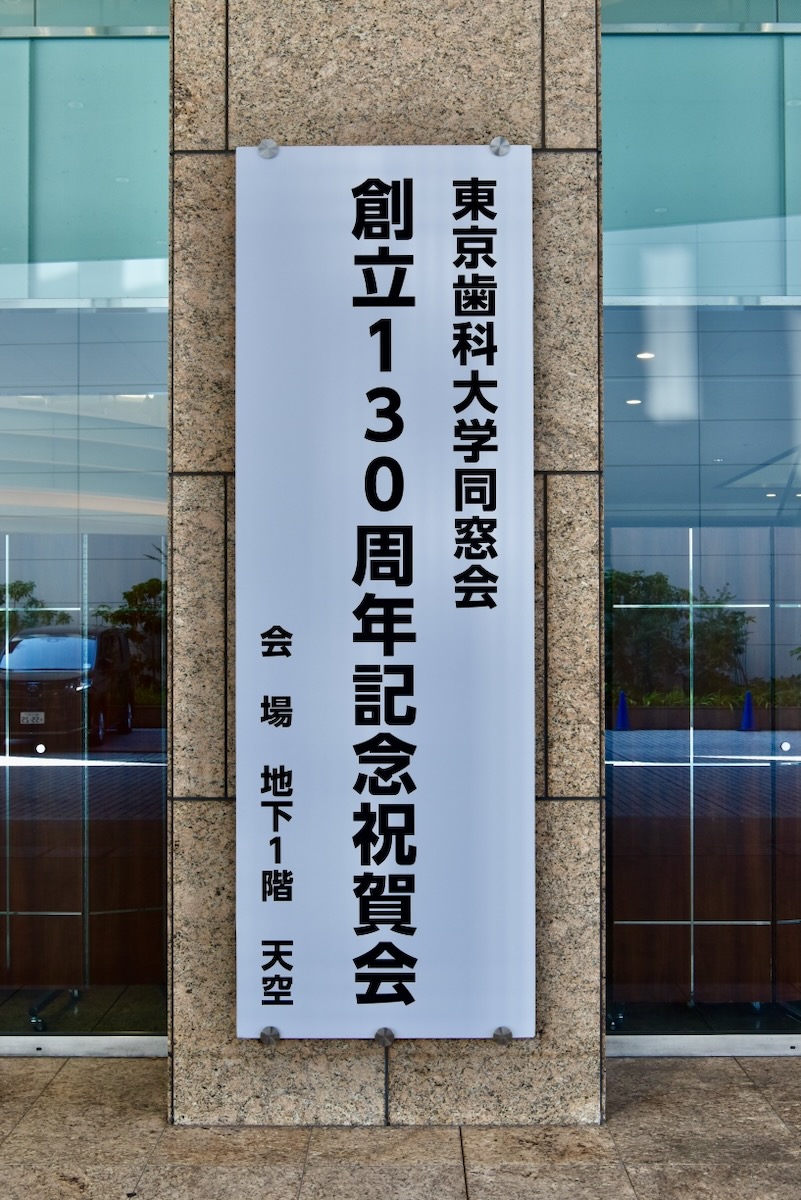 東京歯科大学同窓会
創立130周年記念祝賀会
会場 地下1階 天空